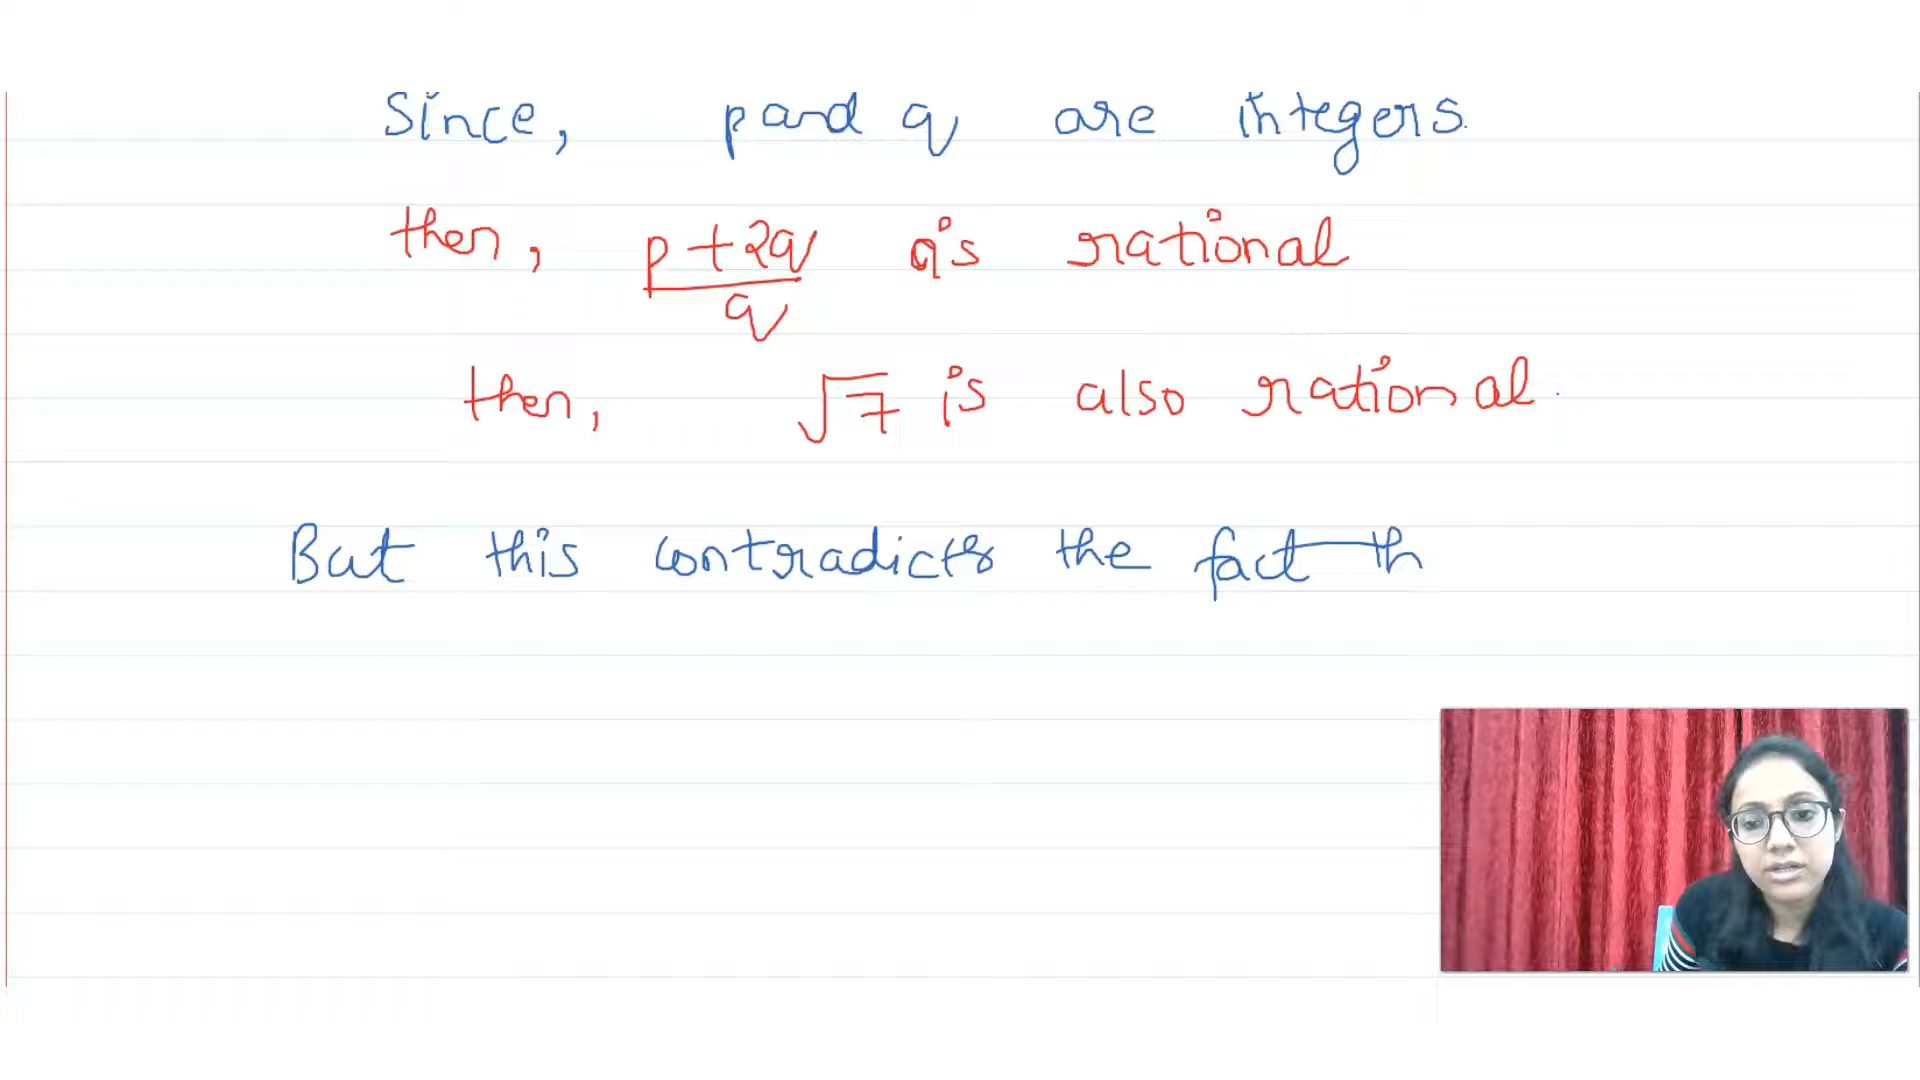 Since, p and q are integers.
then, p+2q/q is rational
then, √7 is also rational.
But this contradicts the fact th